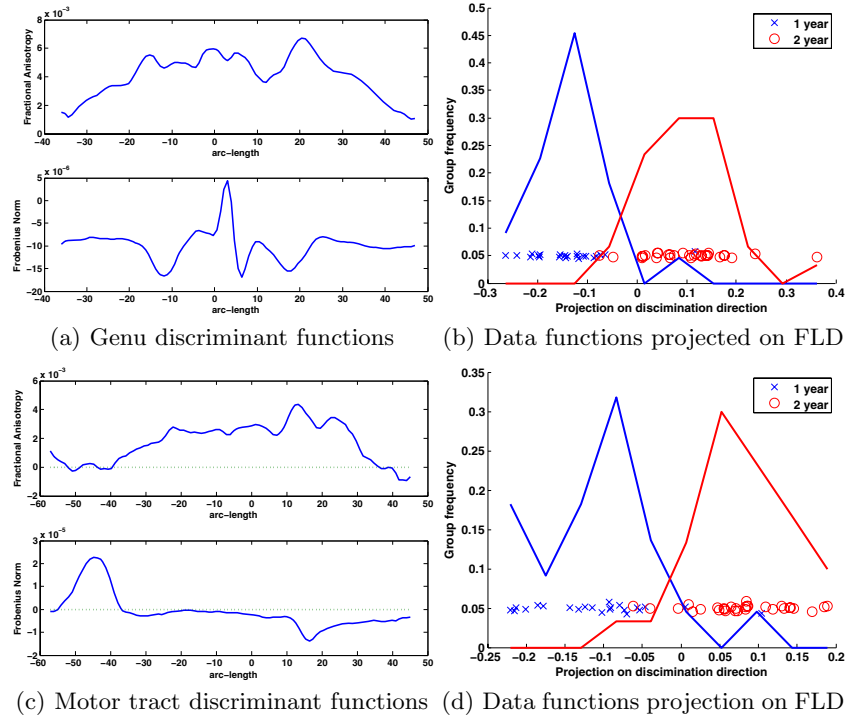 x 10⁻³
8
6
4
2
0
Fractional Anisotropy
−40 −30 −20 −10 0 10 20 30 40 50
arc−length
x 10⁻⁶
5
0
−5
−10
−15
−20
Frobenius Norm
−40 −30 −20 −10 0 10 20 30 40 50
arc−length
(a) Genu discriminant functions
0.5
0.45
0.4
0.35
0.3
0.25
0.2
0.15
0.1
0.05
0
Group frequency
1 year
2 year
−0.3 −0.2 −0.1 0 0.1 0.2 0.3 0.4
Projection on discimination direction
(b) Data functions projected on FLD
x 10⁻³
6
4
2
0
−2
Fractional Anisotropy
−60 −50 −40 −30 −20 −10 0 10 20 30 40 50
arc−length
x 10⁻⁵
3
2
1
0
−1
−2
Frobenius Norm
−60 −50 −40 −30 −20 −10 0 10 20 30 40 50
arc−length
(c) Motor tract discriminant functions
0.35
0.3
0.25
0.2
0.15
0.1
0.05
0
Group frequency
1 year
2 year
−0.25 −0.2 −0.15 −0.1 −0.05 0 0.05 0.1 0.15 0.2
Projection on discimination direction
(d) Data functions projection on FLD